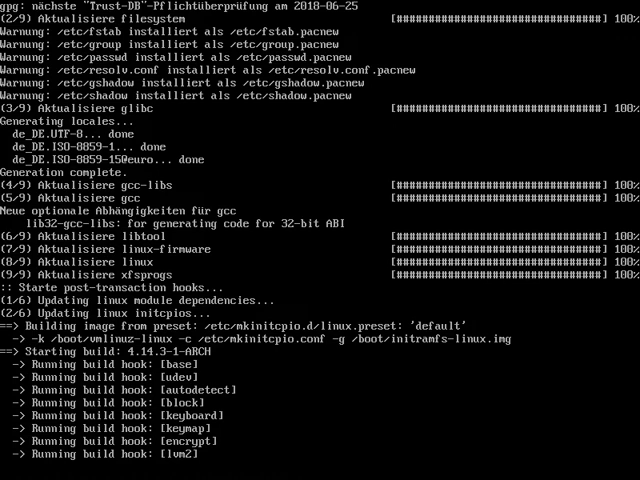 gpg: nächste "Trust-DB"-Pflichtüberprüfung am 2018-06-25
(2/9) Aktualisiere filesystem [################################] 100%
Warnung: /etc/fstab installiert als /etc/fstab.pacnew
Warnung: /etc/group installiert als /etc/group.pacnew
Warnung: /etc/passwd installiert als /etc/passwd.pacnew
Warnung: /etc/resolv.conf installiert als /etc/resolv.conf.pacnew
Warnung: /etc/gshadow installiert als /etc/gshadow.pacnew
Warnung: /etc/shadow installiert als /etc/shadow.pacnew
(3/9) Aktualisiere glibc [################################] 100%
Generating locales...
de_DE.UTF-8... done
de_DE.ISO-8859-1... done
de_DE.ISO-8859-15@euro... done
Generation complete.
(4/9) Aktualisiere gcc-libs [################################] 100%
(5/9) Aktualisiere gcc [################################] 100%
Neue optionale Abhängigkeiten für gcc
lib32-gcc-libs: for generating code for 32-bit ABI
(6/9) Aktualisiere libtool [################################] 100%
(7/9) Aktualisiere linux-firmware [################################] 100%
(8/9) Aktualisiere linux [################################] 100%
(9/9) Aktualisiere xfsprogs [################################] 100%
:: Starte post-transaction hooks...
(1/6) Updating linux module dependencies...
(2/6) Updating linux initcpios...
==> Building image from preset: /etc/mkinitcpio.d/linux.preset: 'default'
-> -k /boot/vmlinuz-linux -c /etc/mkinitcpio.conf -g /boot/initramfs-linux.img
==> Starting build: 4.14.3-1-ARCH
-> Running build hook: [base]
-> Running build hook: [udev]
-> Running build hook: [autodetect]
-> Running build hook: [block]
-> Running build hook: [keyboard]
-> Running build hook: [keymap]
-> Running build hook: [encrypt]
-> Running build hook: [lvm2]